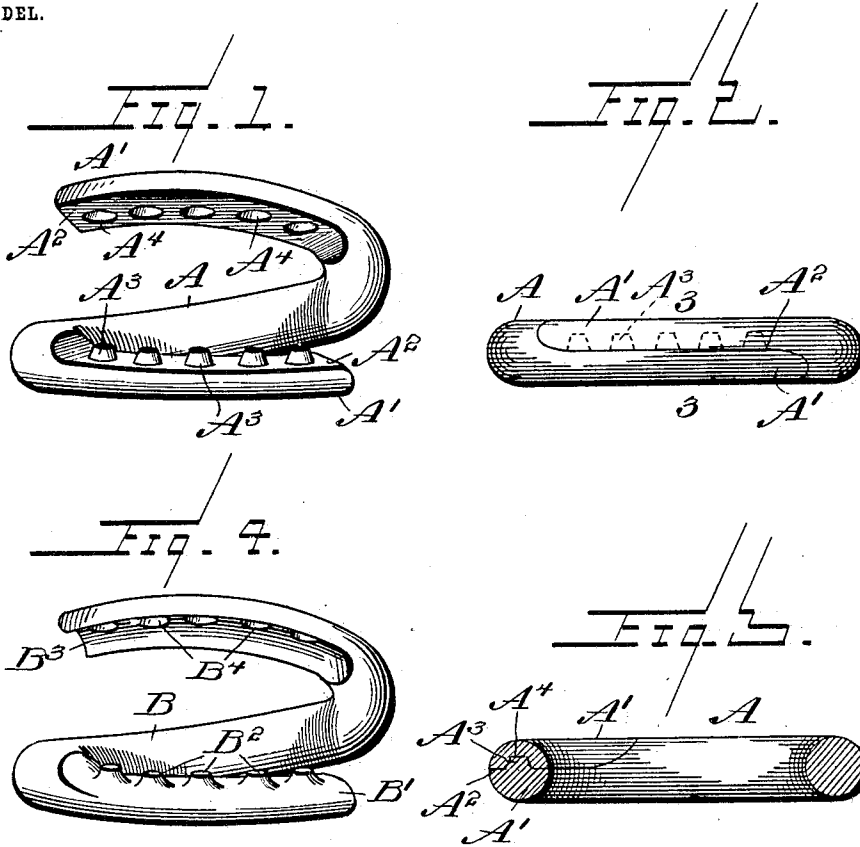 DEL.
Fig. 1.
A'
A²
A⁴
A⁴
A³
A
A²
A³
A'
Fig. 2.
A
A'
A³
3
A²
3
A'
Fig. 4.
B³
B⁴
B
B²
B'
Fig. 3.
A⁴
A'
A
A³
A²
A'